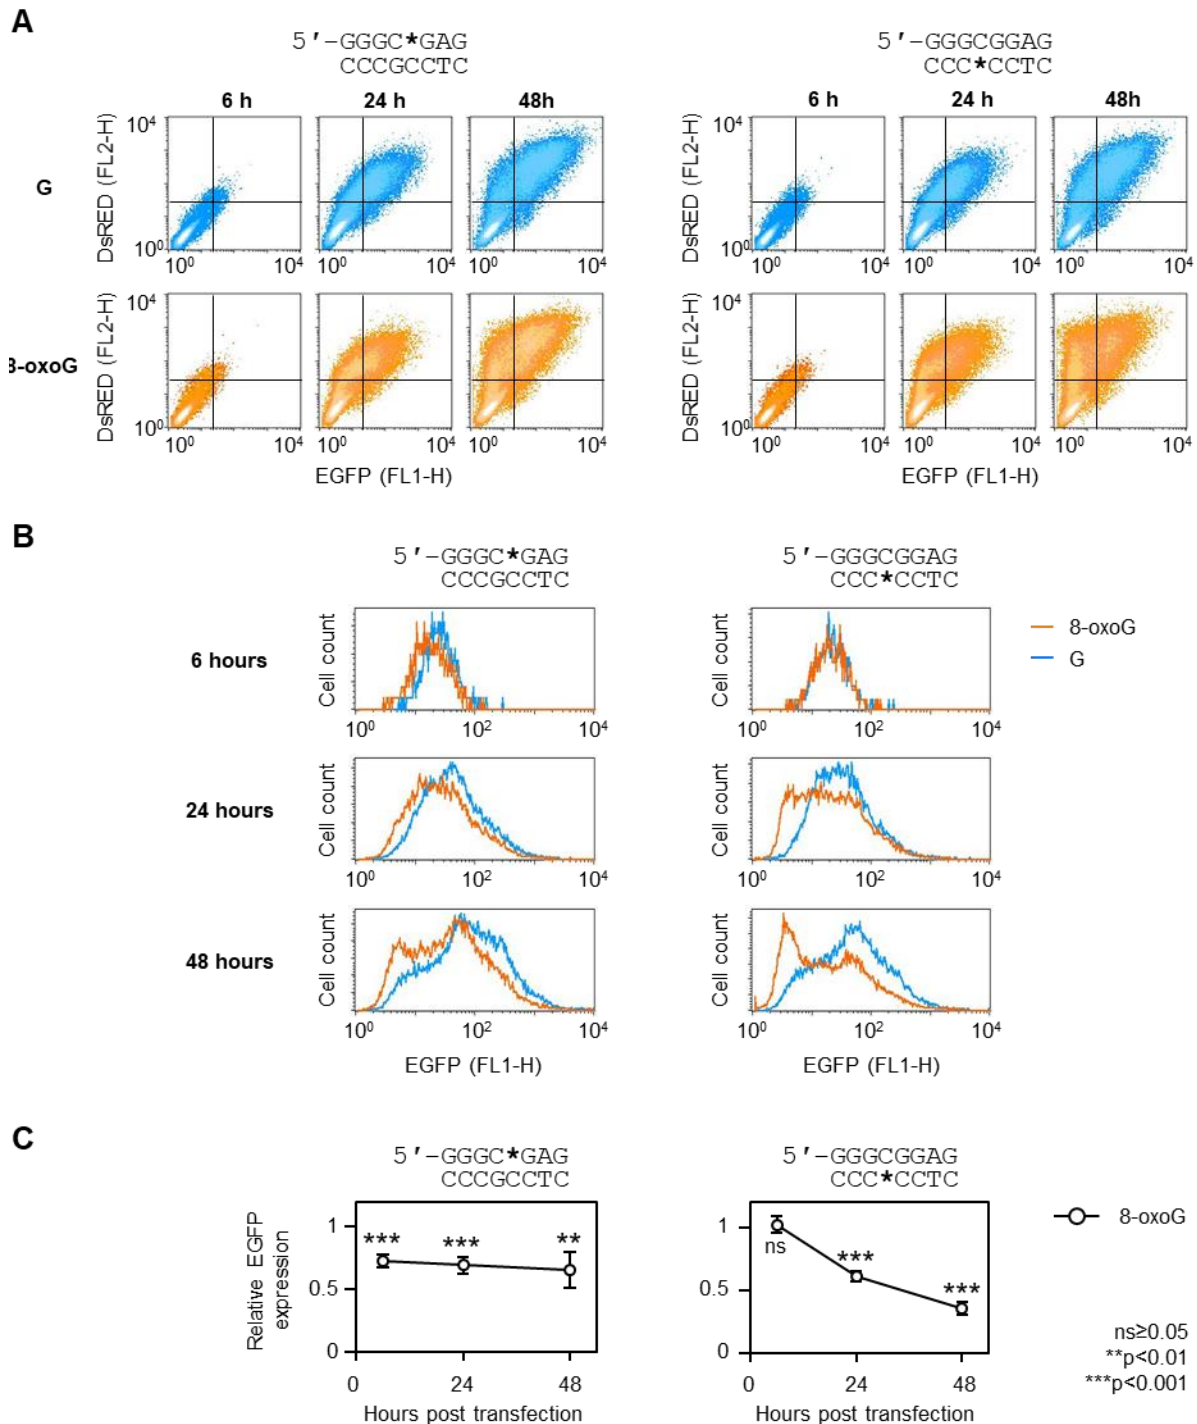 A
5′-GGGC*GAG
CCCGCCTC
5′-GGGCGGAG
CCC*CCTC
6 h 24 h 48h
6 h 24 h 48h
G
DsRED (FL2-H)
10⁴
10⁰
10⁰ 10⁴ 10⁰ 10⁴ 10⁰ 10⁴
DsRED (FL2-H)
10⁴
10⁰
10⁰ 10⁴ 10⁰ 10⁴ 10⁰ 10⁴
8-oxoG
DsRED (FL2-H)
10⁴
10⁰
10⁰ 10⁴ 10⁰ 10⁴ 10⁰ 10⁴
EGFP (FL1-H)
DsRED (FL2-H)
10⁴
10⁰
10⁰ 10⁴ 10⁰ 10⁴ 10⁰ 10⁴
EGFP (FL1-H)
B
5′-GGGC*GAG
CCCGCCTC
5′-GGGCGGAG
CCC*CCTC
6 hours
Cell count
10⁰ 10² 10⁴
Cell count
10⁰ 10² 10⁴
8-oxoG
G
24 hours
Cell count
10⁰ 10² 10⁴
Cell count
10⁰ 10² 10⁴
48 hours
Cell count
10⁰ 10² 10⁴
Cell count
10⁰ 10² 10⁴
EGFP (FL1-H)
EGFP (FL1-H)
C
5′-GGGC*GAG
CCCGCCTC
5′-GGGCGGAG
CCC*CCTC
Relative EGFP
expression
1
0.5
0
*** *** **
0 24 48
Hours post transfection
1
0.5
0
ns *** ***
0 24 48
Hours post transfection
8-oxoG
ns≥0.05
**p<0.01
***p<0.001